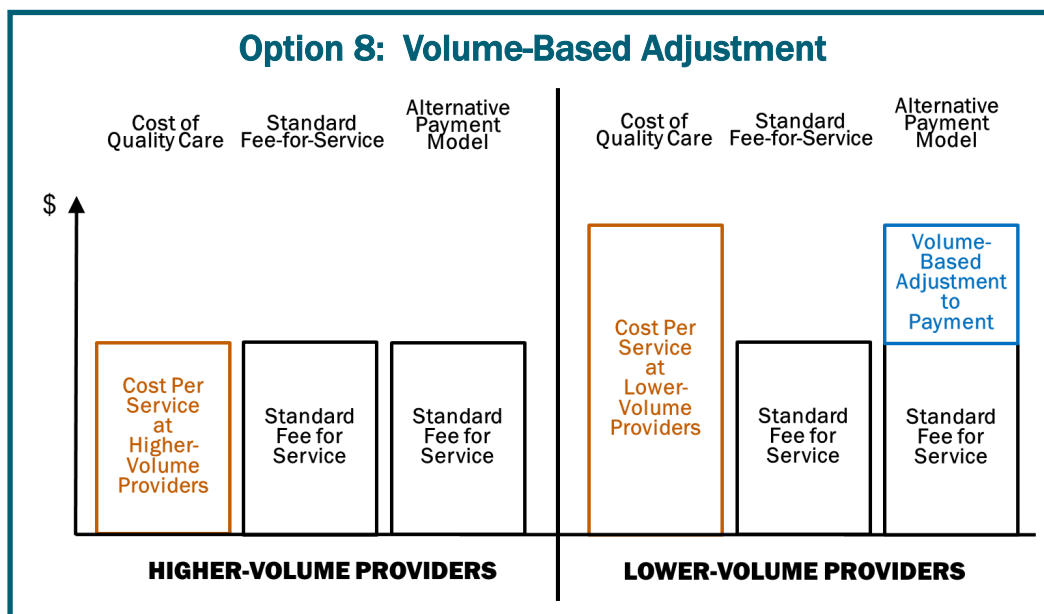 Option 8: Volume-Based Adjustment
Cost of
Quality Care
Standard
Fee-for-Service
Alternative
Payment
Model
Cost of
Quality Care
Standard
Fee-for-Service
Alternative
Payment
Model
$
Cost Per
Service
at
Higher-
Volume
Providers
Standard
Fee for
Service
Standard
Fee for
Service
Cost Per
Service
at
Lower-
Volume
Providers
Standard
Fee for
Service
Volume-
Based
Adjustment
to
Payment
Standard
Fee for
Service
HIGHER-VOLUME PROVIDERS
LOWER-VOLUME PROVIDERS